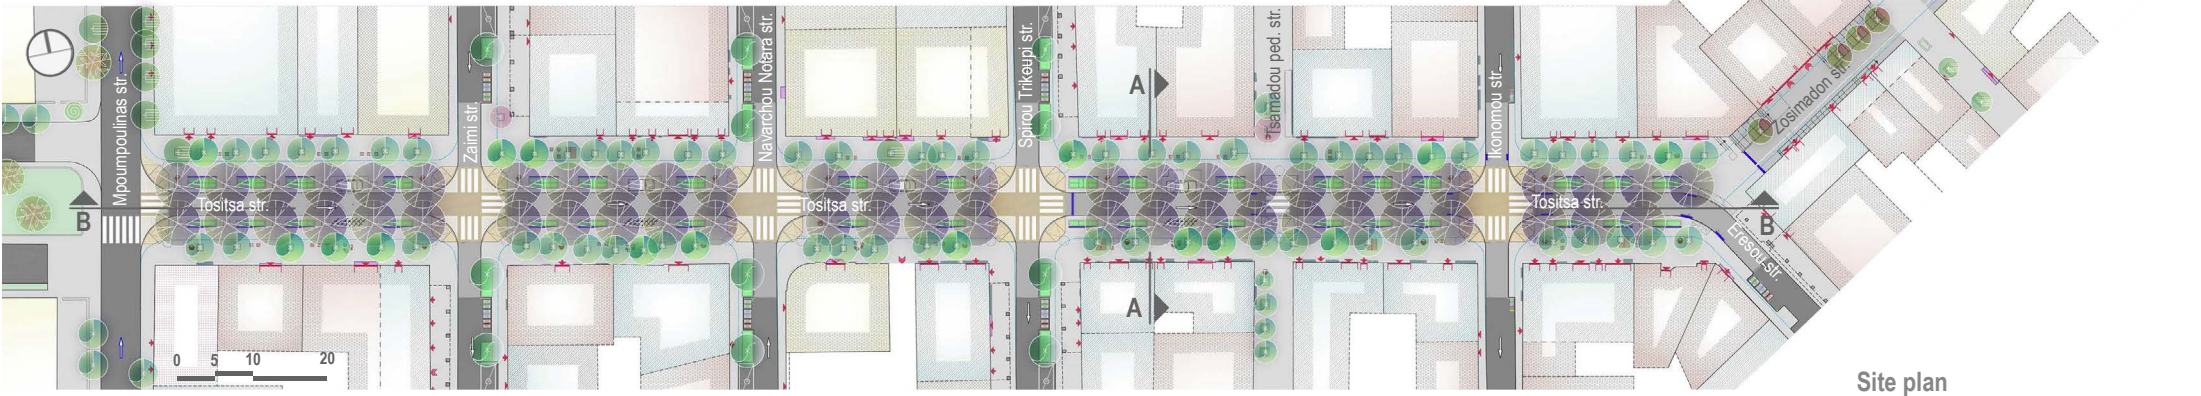 Mpoumpoulinas str
Zaimi str.
Navarchou Notara str.
Spirou Trikoupi str.
Tsamadou ped. str.
Ikonomou str
Zosimadon str.
A
B
Tositsa str.
Tositsa str.
Tositsa str.
B
Eresou str.
A
0 5 10 20
Site plan